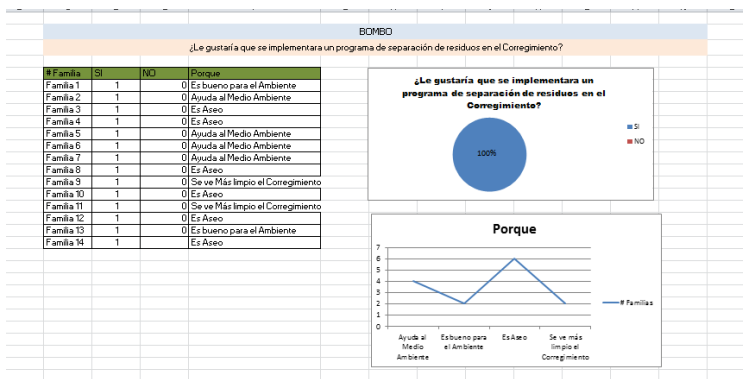 BOMBO
¿Le gustaría que se implementara un programa de separación de residuos en el Corregimiento?
# Familia SI NO Porque
Familia 1 1 0 Es bueno para el Ambiente
Familia 2 1 0 Ayuda al Medio Ambiente
Familia 3 1 0 Es Aseo
Familia 4 1 0 Es Aseo
Familia 5 1 0 Ayuda al Medio Ambiente
Familia 6 1 0 Ayuda al Medio Ambiente
Familia 7 1 0 Ayuda al Medio Ambiente
Familia 8 1 0 Es Aseo
Familia 9 1 0 Se ve Más limpio el Corregimiento
Familia 10 1 0 Es Aseo
Familia 11 1 0 Se ve Más limpio el Corregimiento
Familia 12 1 0 Es Aseo
Familia 13 1 0 Es bueno para el Ambiente
Familia 14 1 Es Aseo
¿Le gustaría que se implementara un
programa de separación de residuos en el
Corregimiento?
100%
SI
NO
Porque
7
6
5
4
3
2
1
0
Ayuda al Medio Ambiente
Es bueno para el Ambiente
Es Aseo
Se ve más limpio el Corregimiento
# Familias